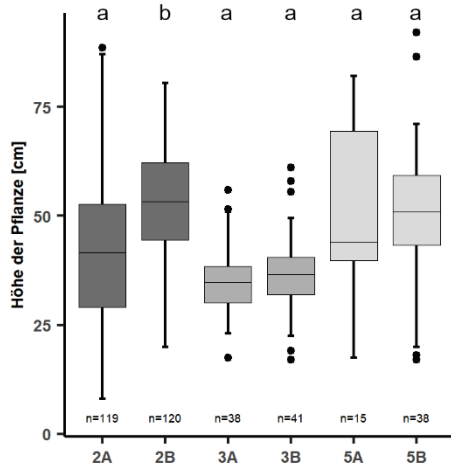 a b a a a a
Höhe der Pflanze [cm]
75
50
25
0
n=119 n=120 n=38 n=41 n=15 n=38
2A 2B 3A 3B 5A 5B